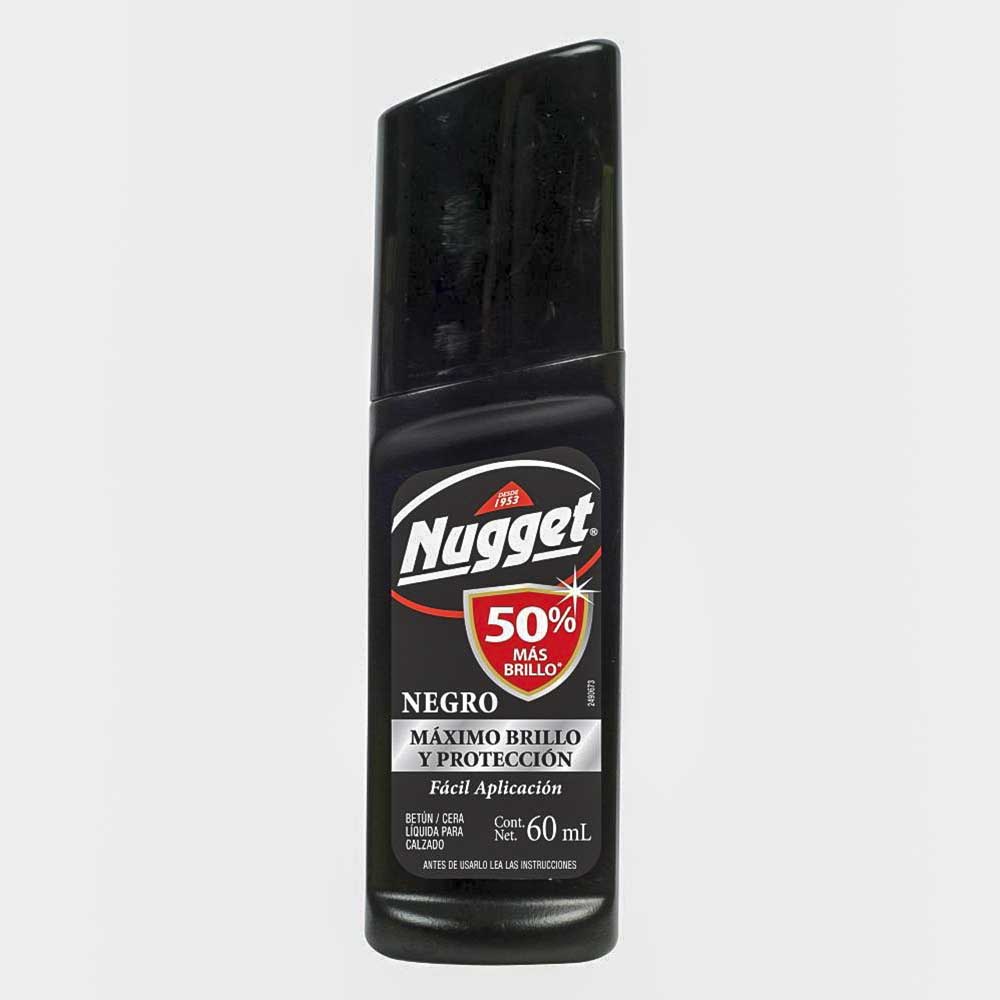 DESDE
1953
Nugget®
50%
MÁS
BRILLO*
2490673
NEGRO
MÁXIMO BRILLO
Y PROTECCIÓN
Fácil Aplicación
BETÚN / CERA
LÍQUIDA PARA
CALZADO
Cont.
Net. 60 mL
ANTES DE USARLO LEA LAS INSTRUCCIONES